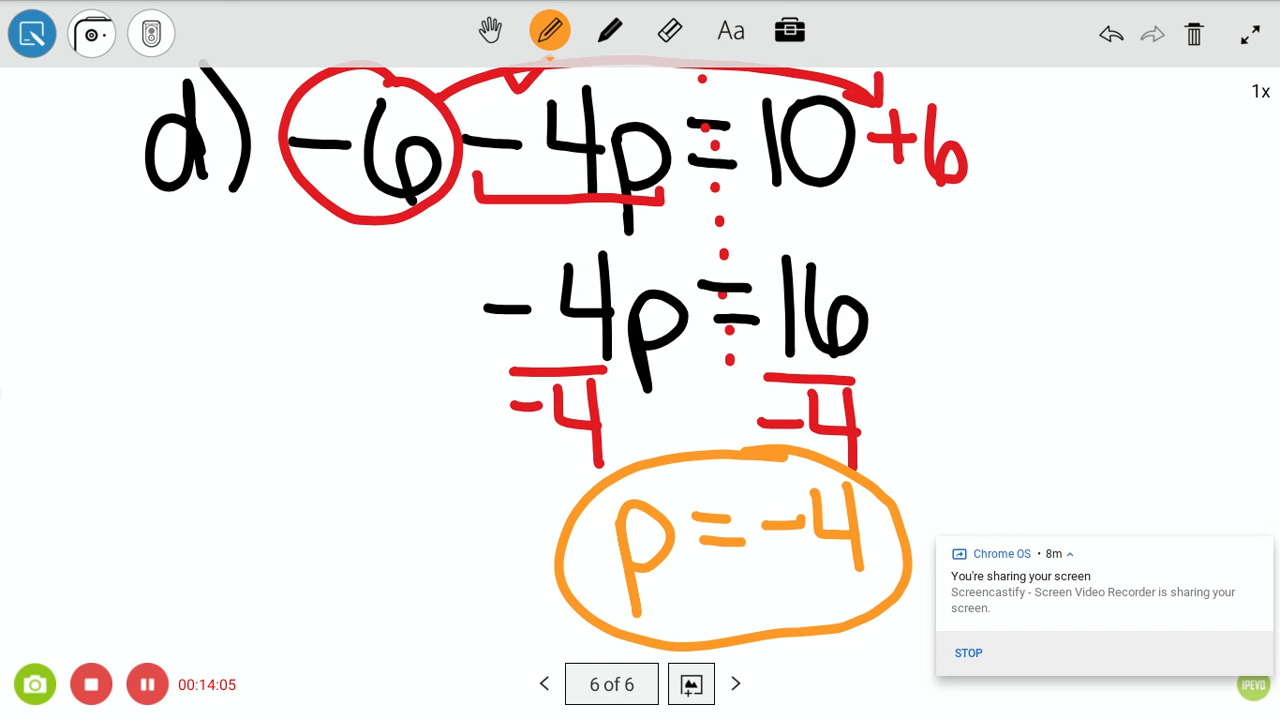 Aa
1x
d) -6 - 4p = 10 +6
-4p = 16
-4 -4
p = -4
Chrome OS • 8m
You're sharing your screen
Screencastify - Screen Video Recorder is sharing your
screen.
STOP
00:14:05
6 of 6
IPEVO